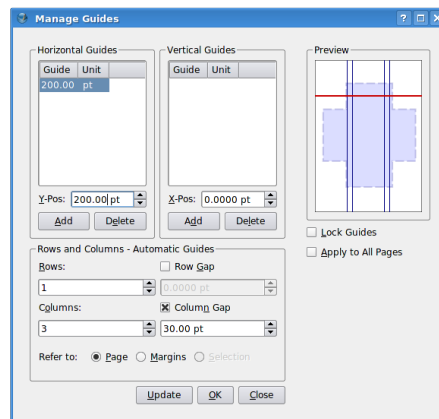 Manage Guides
Horizontal Guides
Guide Unit
200.00 pt
Y-Pos: 200.00 pt
Add Delete
Vertical Guides
Guide Unit
X-Pos: 0.0000 pt
Add Delete
Preview
Lock Guides
Apply to All Pages
Rows and Columns - Automatic Guides
Rows: Row Gap
1 0.0000 pt
Columns: Column Gap
3 30.00 pt
Refer to: Page Margins Selection
Update OK Close